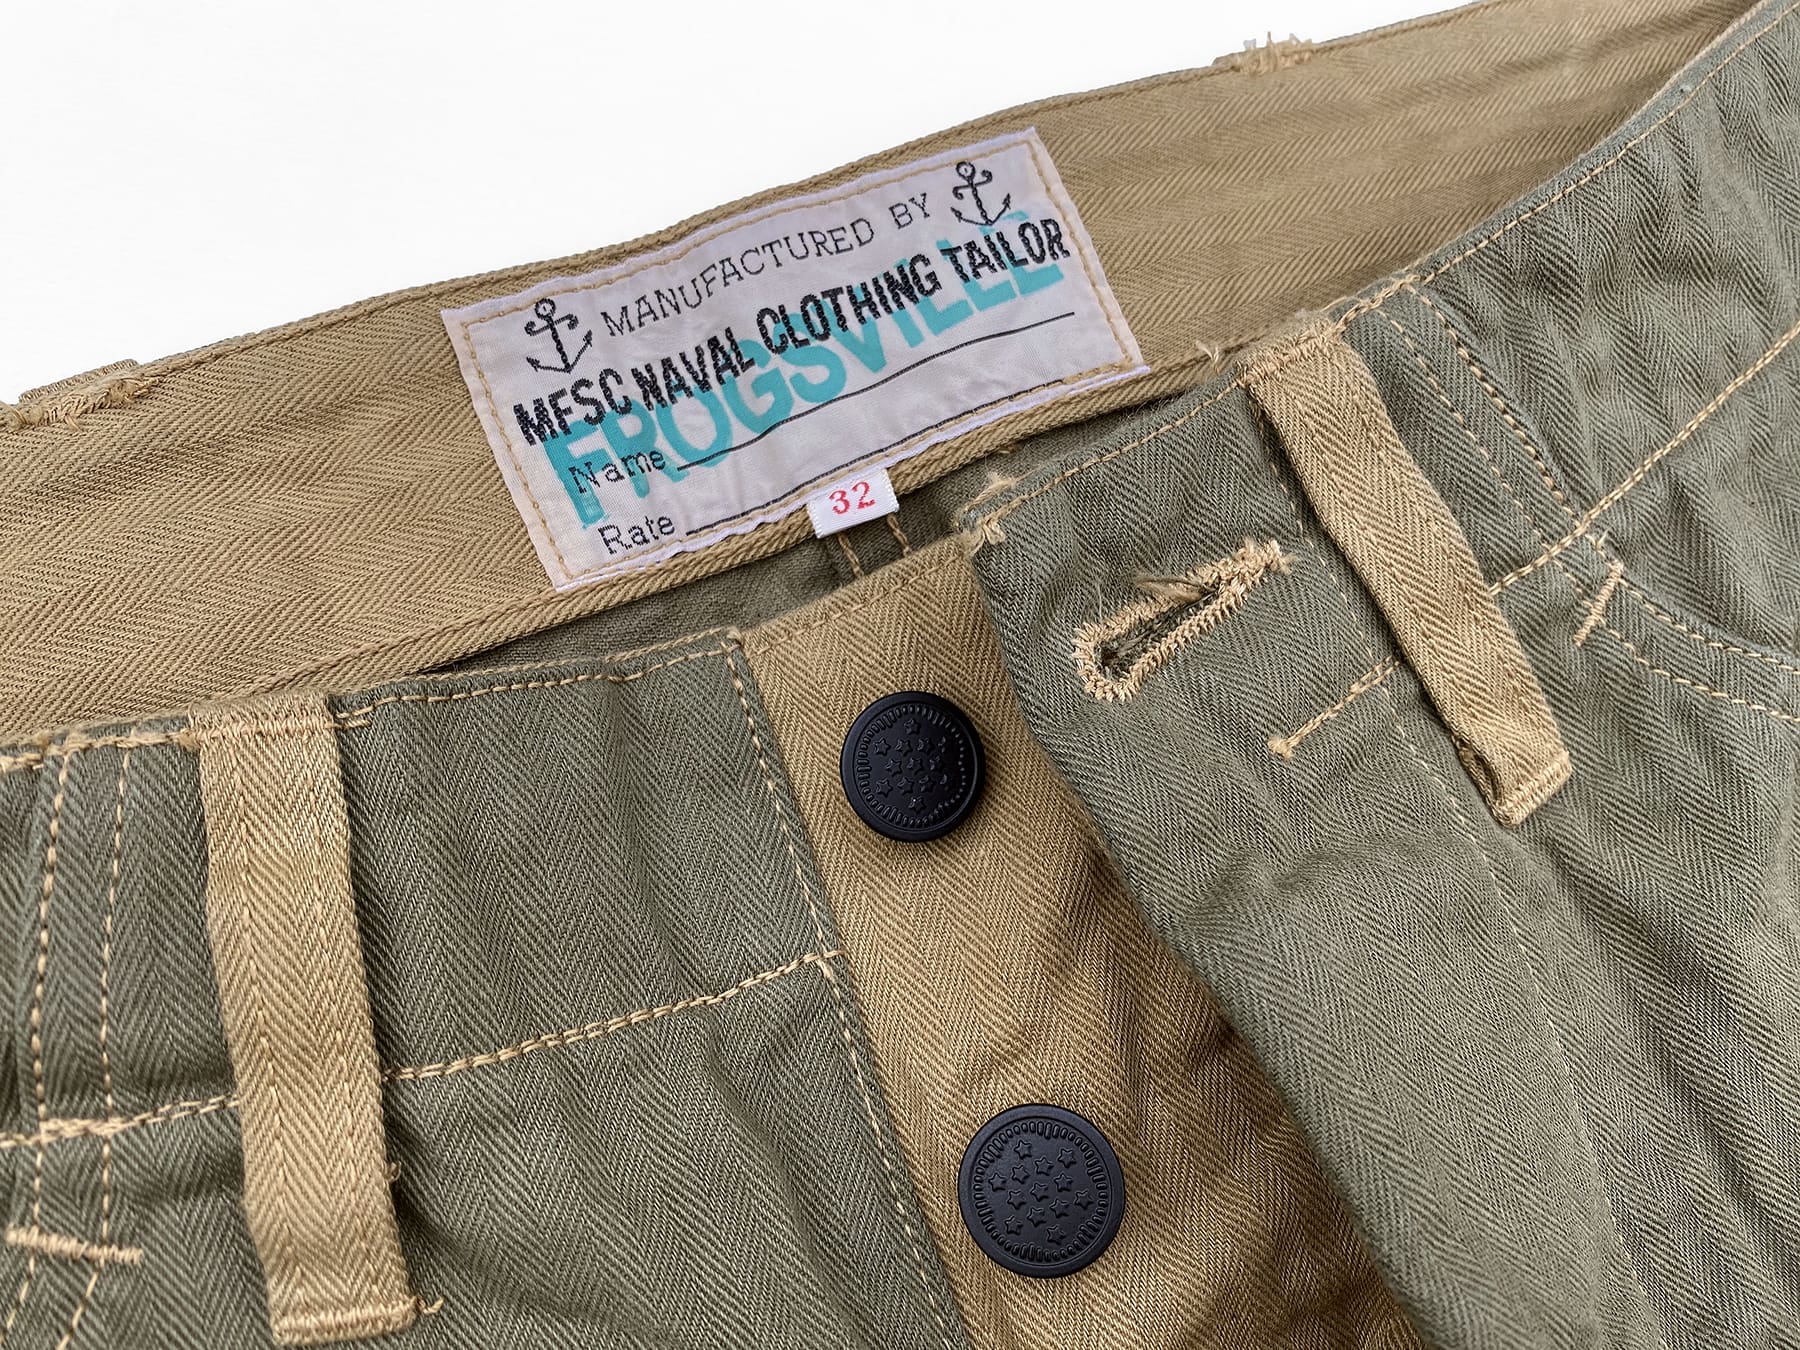 MANUFACTURED BY
MFSC NAVAL CLOTHING TAILOR
FROGSVILLE
Name
Rate
32